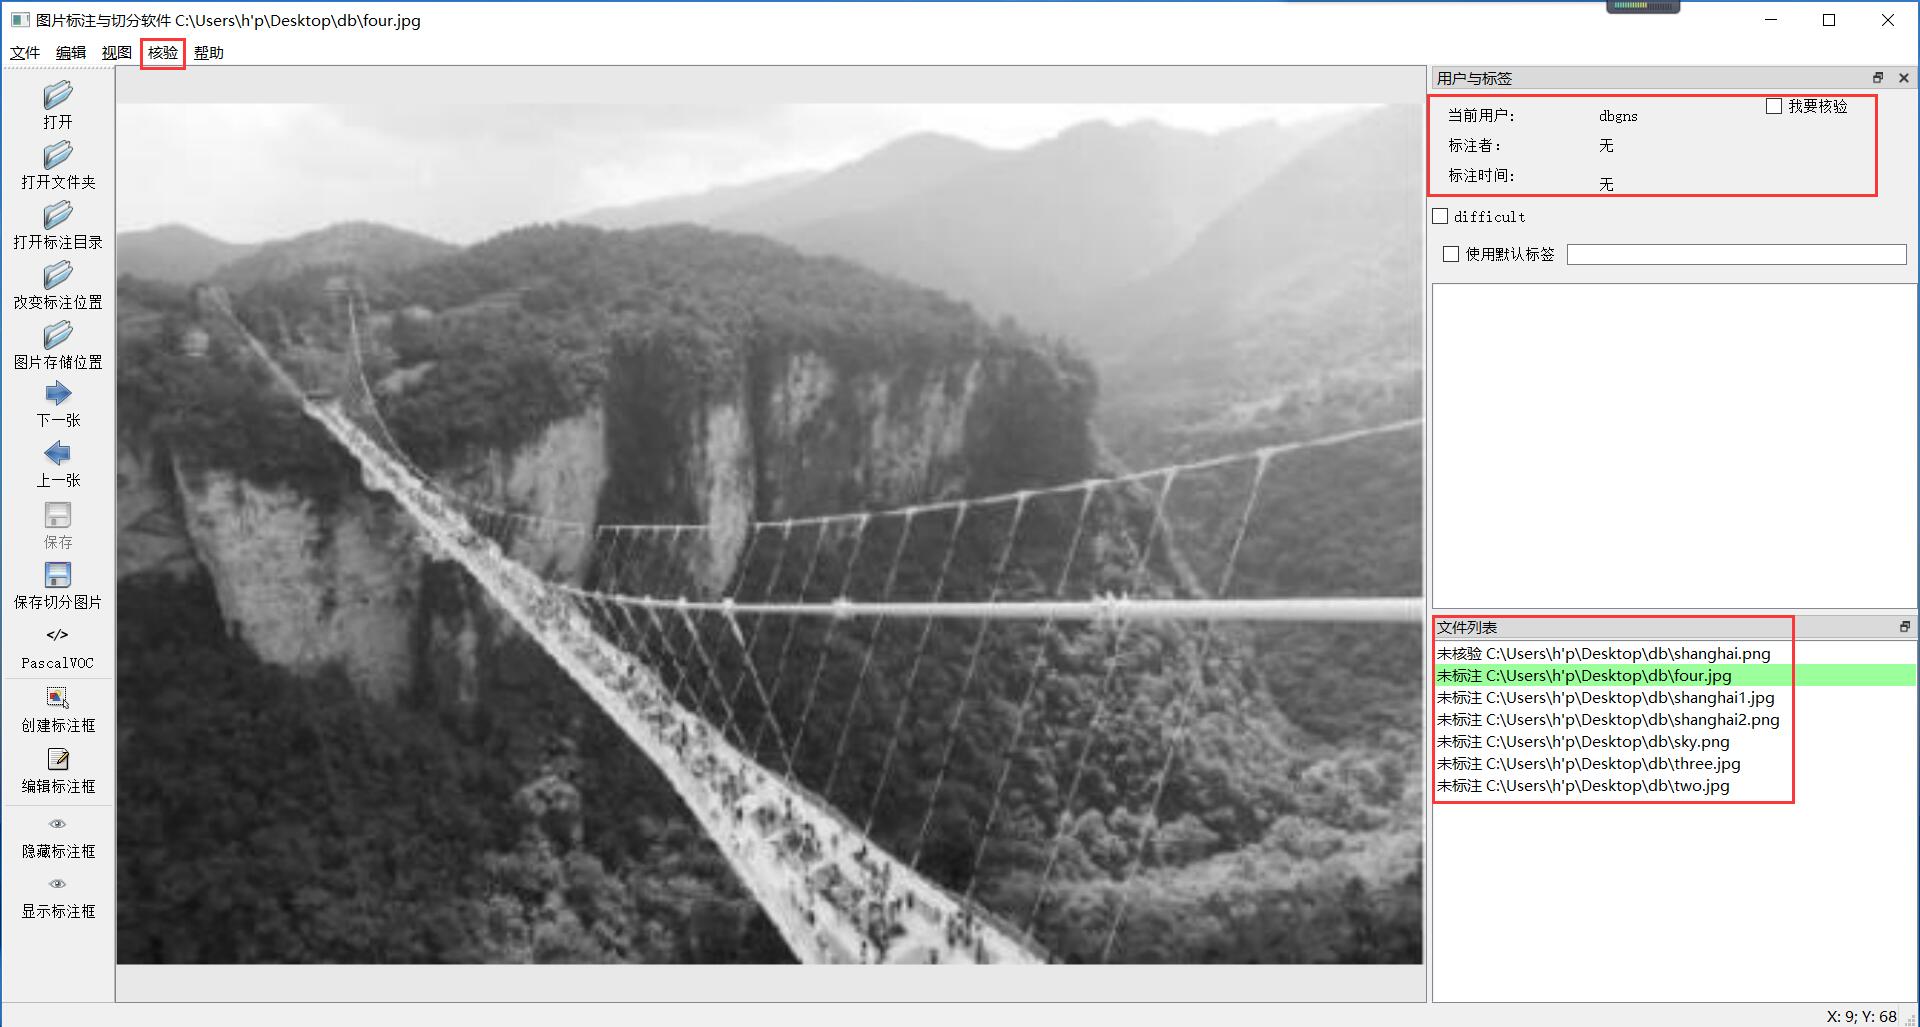 图片标注与切分软件 C:\Users\h'p\Desktop\db\four.jpg
文件 编辑 视图 核验 帮助
打开
打开文件夹
打开标注目录
改变标注位置
图片存储位置
下一张
上一张
保存
保存切分图片
</>
PascalVOC
创建标注框
编辑标注框
隐藏标注框
显示标注框
用户与标签
当前用户: dbgns 我要核验
标注者: 无
标注时间: 无
difficult
使用默认标签
文件列表
未核验 C:\Users\h'p\Desktop\db\shanghai.png
未标注 C:\Users\h'p\Desktop\db\four.jpg
未标注 C:\Users\h'p\Desktop\db\shanghai1.jpg
未标注 C:\Users\h'p\Desktop\db\shanghai2.png
未标注 C:\Users\h'p\Desktop\db\sky.png
未标注 C:\Users\h'p\Desktop\db\three.jpg
未标注 C:\Users\h'p\Desktop\db\two.jpg
X: 9; Y: 68